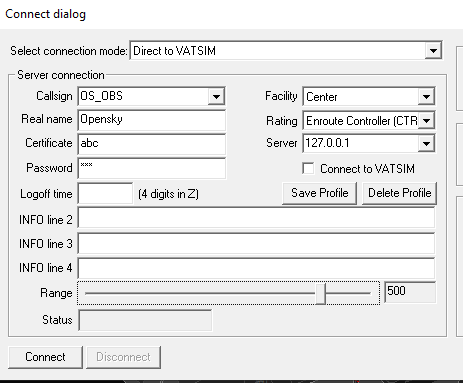 Connect dialog
Select connection mode: Direct to VATSIM
Server connection
Callsign OS_OBS Facility Center
Real name Opensky Rating Enroute Controller (CTR
Certificate abc Server 127.0.0.1
Password *** Connect to VATSIM
Logoff time (4 digits in Z) Save Profile Delete Profile
INFO line 2
INFO line 3
INFO line 4
Range 500
Status
Connect Disconnect